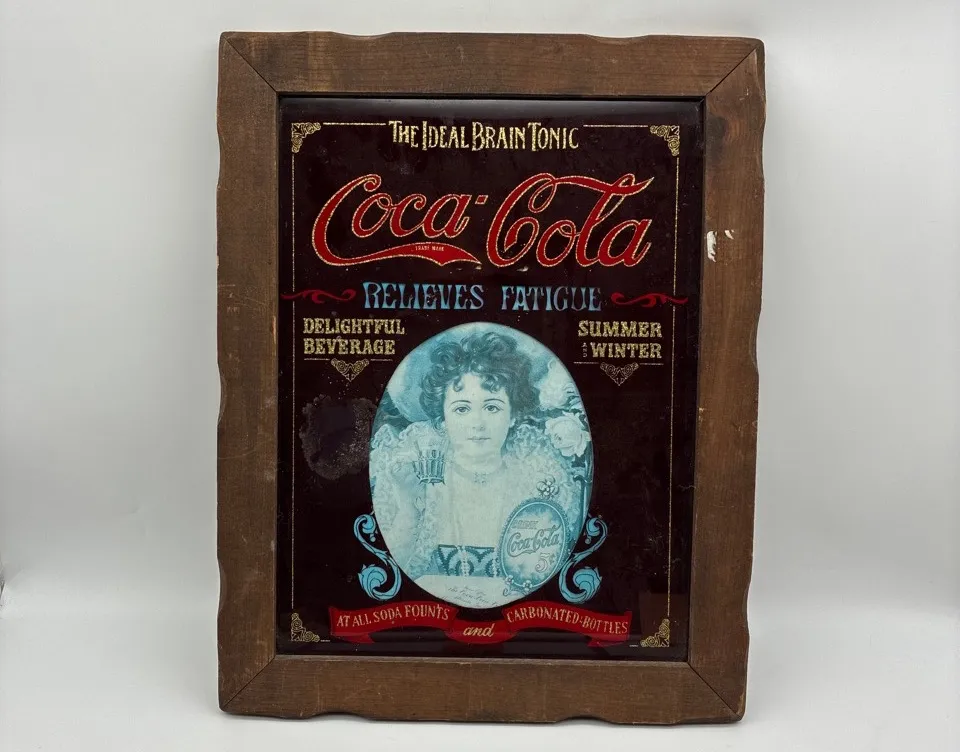 THE IDEAL BRAIN TONIC
Coca-Cola
TRADE MARK
RELIEVES FATIGUE
DELIGHTFUL
BEVERAGE
SUMMER
AND WINTER
DRINK
Coca-Cola
5¢
AT ALL SODA FOUNTS and CARBONATED-BOTTLES